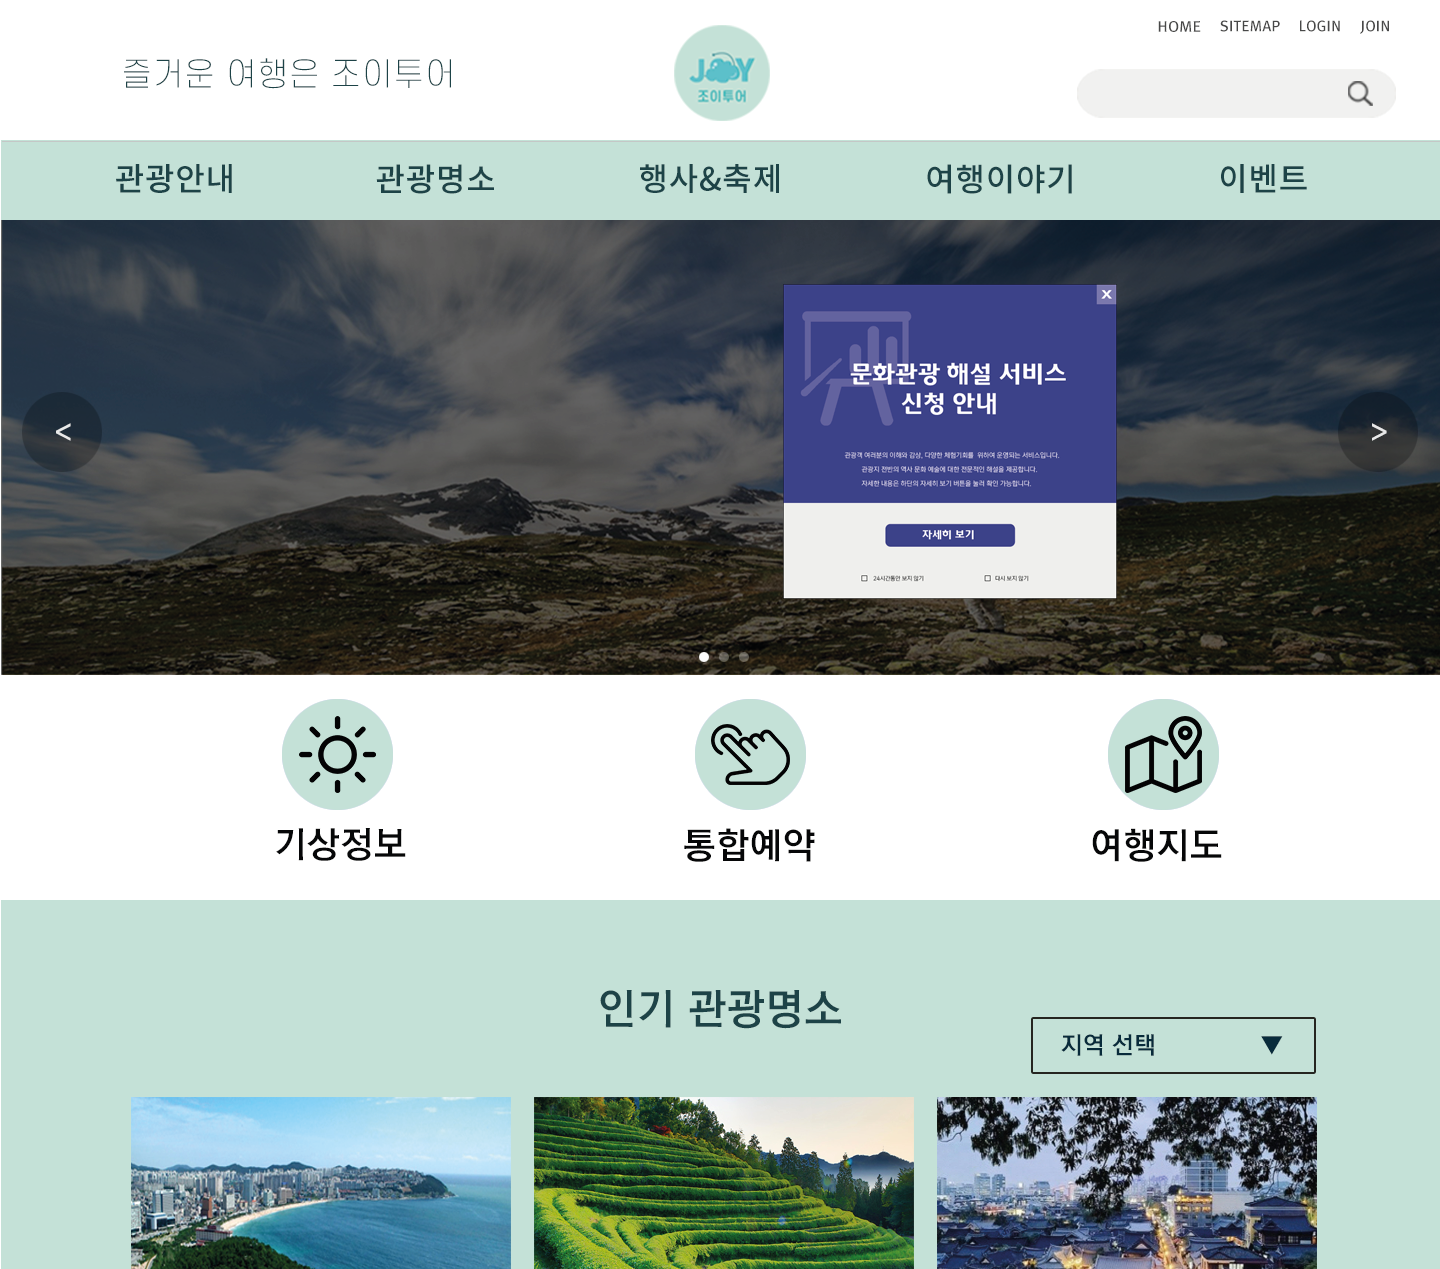 HOME SITEMAP LOGIN JOIN
즐거운 여행은 조이투어
JOY
조이투어
관광안내 관광명소 행사&축제 여행이야기 이벤트
X
문화관광 해설 서비스
신청 안내
관광객 여러분의 이해와 감상, 다양한 체험기회를 위하여 운영되는 서비스입니다.
관광지 전반의 역사 문화 예술에 대한 전문적인 해설을 제공합니다.
자세한 내용은 하단의 자세히 보기 버튼을 눌러 확인 가능합니다.
< >
자세히 보기
24시간동안 보지 않기 다시 보지 않기
기상정보 통합예약 여행지도
인기 관광명소
지역 선택 ▼